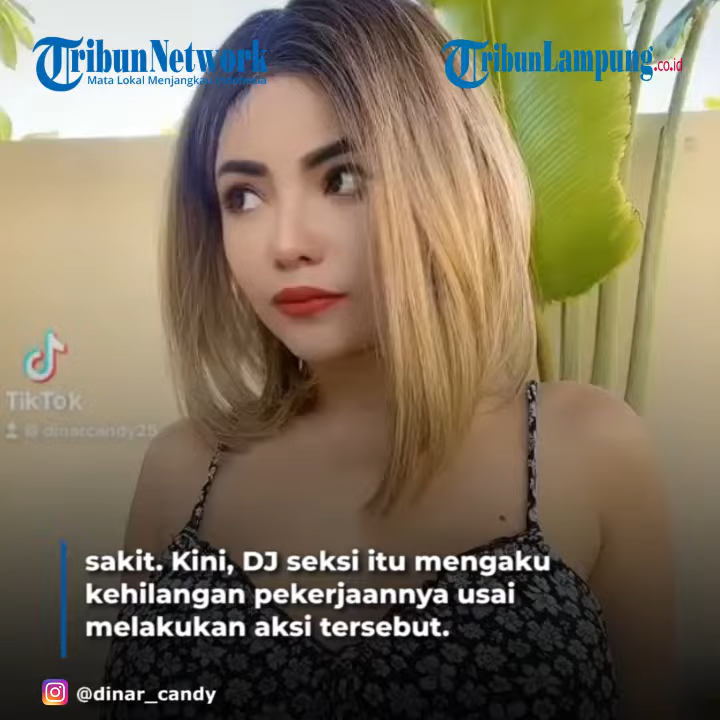 TribunNetwork
Mata Lokal Menjangkau Indonesia
TribunLampung.co.id
TikTok
@dinarcandy25
sakit. Kini, DJ seksi itu mengaku
kehilangan pekerjaannya usai
melakukan aksi tersebut.
@dinar_candy